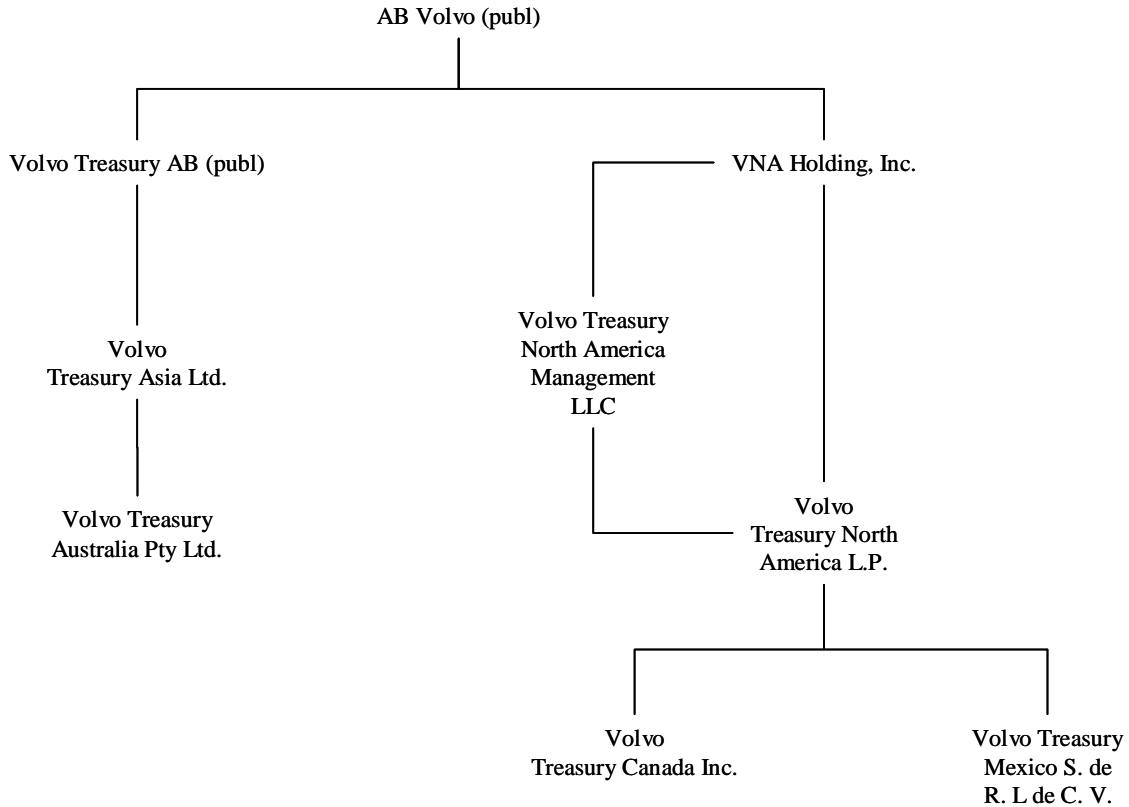 AB Volvo (publ)
Volvo Treasury AB (publ)
VNA Holding, Inc.
Volvo Treasury
North America
Management
LLC
Volvo
Treasury Asia Ltd.
Volvo
Treasury North
America L.P.
Volvo Treasury
Australia Pty Ltd.
Volvo
Treasury Canada Inc.
Volvo Treasury
Mexico S. de
R. L de C. V.